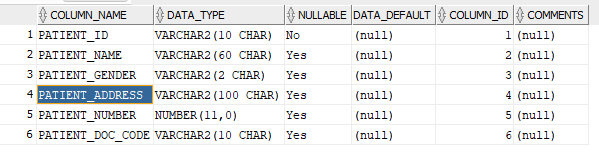 COLUMN_NAME DATA_TYPE NULLABLE DATA_DEFAULT COLUMN_ID COMMENTS
1 PATIENT_ID VARCHAR2(10 CHAR) No (null) 1 (null)
2 PATIENT_NAME VARCHAR2(60 CHAR) Yes (null) 2 (null)
3 PATIENT_GENDER VARCHAR2(2 CHAR) Yes (null) 3 (null)
4 PATIENT_ADDRESS VARCHAR2(100 CHAR) Yes (null) 4 (null)
5 PATIENT_NUMBER NUMBER(11,0) Yes (null) 5 (null)
6 PATIENT_DOC_CODE VARCHAR2(10 CHAR) Yes (null) 6 (null)